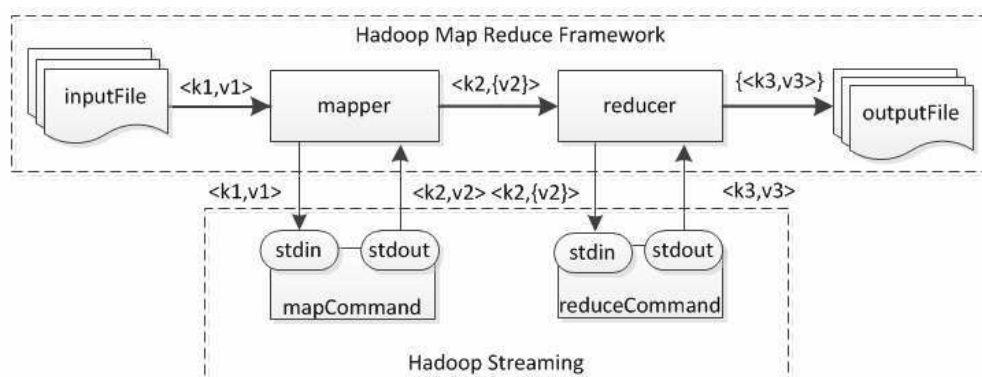 Hadoop Map Reduce Framework
inputFile
<k1,v1>
mapper
<k2,{v2}>
reducer
{<k3,v3>}
outputFile
<k1,v1>
<k2,v2>
<k2,{v2}>
<k3,v3>
stdin
stdout
mapCommand
stdin
stdout
reduceCommand
Hadoop Streaming